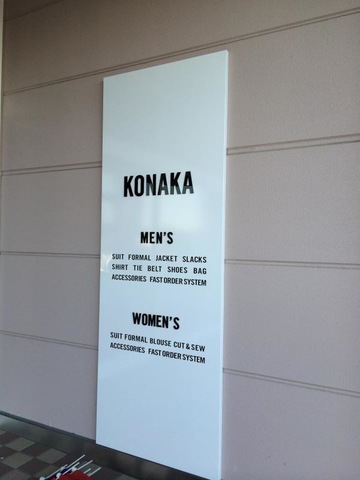 KONAKA
MEN'S
SUIT FORMAL JACKET SLACKS
SHIRT TIE BELT SHOES BAG
ACCESSORIES FAST ORDER SYSTEM
WOMEN'S
SUIT FORMAL BLOUSE CUT & SEW
ACCESSORIES FAST ORDER SYSTEM